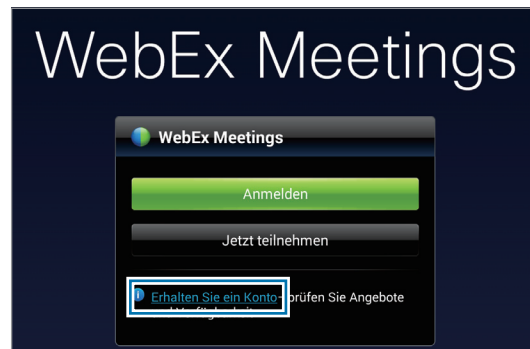 WebEx Meetings
WebEx Meetings
Anmelden
Jetzt teilnehmen
Erhalten Sie ein Konto- prüfen Sie Angebote